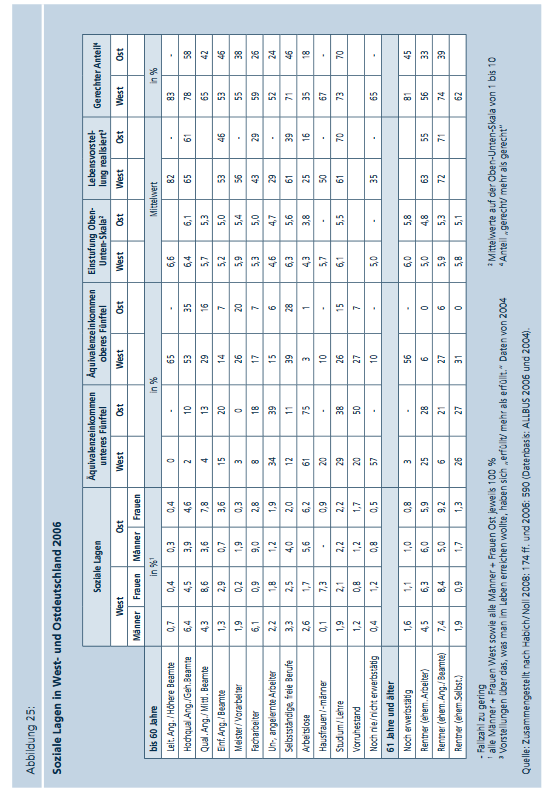 Abbildung 25:
Soziale Lagen in West- und Ostdeutschland 2006
Soziale Lagen Äquivalenzeinkommen unteres Fünftel Äquivalenzeinkommen oberes Fünftel Einstufung Oben-Unten-Skala² Lebensvorstel-lung realisiert³ Gerechter Anteil⁴
West Ost West Ost West Ost West Ost West Ost West Ost
Männer Frauen Männer Frauen
bis 60 Jahre in %¹ in % Mittelwert in %
Leit. Ang. / Höhere Beamte 0,7 0,4 0,3 0,4 0 - 65 - 6,6 - 82 - 83 -
Hochqual.Ang./Geh.Beamte 6,4 4,5 3,9 4,6 2 10 53 35 6,4 6,1 65 61 78 58
Qual. Ang. / Mittl. Beamte 4,3 8,6 3,6 7,8 4 13 29 16 5,7 5,3 65 42
Einf. Ang. / Beamte 1,3 2,9 0,7 3,6 15 20 14 7 5,2 5,0 53 46 53 46
Meister / Vorarbeiter 1,9 0,2 1,9 0,3 3 0 26 20 5,9 5,4 56 - 55 38
Facharbeiter 6,1 0,9 9,0 2,8 8 18 17 7 5,3 5,0 43 29 59 26
Un-, angelernte Arbeiter 2,2 1,8 1,2 1,9 34 39 15 6 4,6 4,7 29 - 52 24
Selbstständige, freie Berufe 3,3 2,5 4,0 2,0 12 11 39 28 6,3 5,6 61 39 71 46
Arbeitslose 2,6 1,7 5,6 6,2 61 75 3 1 4,3 3,8 25 16 35 18
Hausfrauen / -männer 0,1 7,3 - 0,9 20 - 10 - 5,7 - 50 - 67 -
Studium / Lehre 1,9 2,1 2,2 2,2 29 38 26 15 6,1 5,5 61 70 73 70
Vorruhestand 1,2 0,8 1,2 1,7 20 50 27 7
Noch nie / nicht erwerbstätig 0,4 1,2 0,8 0,5 57 - 10 - 5,0 - 35 - 65 -
61 Jahre und älter
Noch erwerbstätig 1,6 1,1 1,0 0,8 3 - 56 - 6,0 5,8 81 45
Rentner (ehem. Arbeiter) 4,5 6,3 6,0 5,9 25 28 6 0 5,0 4,8 63 55 56 33
Rentner (ehem.Ang./ Beamte) 7,4 8,4 5,0 9,2 6 21 27 6 5,9 5,3 72 71 74 39
Rentner (ehem.Selbst.) 1,9 0,9 1,7 1,3 26 27 31 0 5,8 5,1 62
- Fallzahl zu gering
¹ alle Männer + Frauen West sowie alle Männer + Frauen Ost jeweils 100 % ² Mittelwerte auf der Oben-Unten-Skala von 1 bis 10
³ Vorstellungen über das, was man im Leben erreichen wollte, haben sich „erfüllt/ mehr als erfüllt.“ Daten von 2004 ⁴ Anteil „gerecht/ mehr als gerecht“
Quelle: Zusammengestellt nach Habich/Noll 2008: 174 ff. und 2006: 590 (Datenbasis: ALLBUS 2006 und 2004).